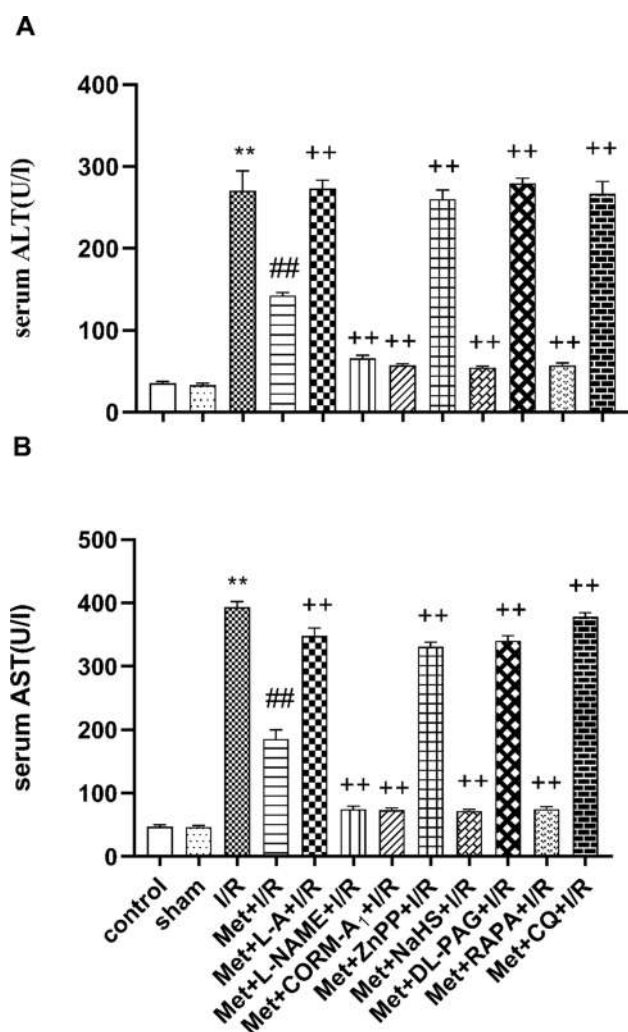 A
serum ALT(U/l)
400
300
200
100
0
**
##
++
++
++
++
++
++
++
++
B
serum AST(U/l)
500
400
300
200
100
0
**
##
++
++
++
++
++
++
++
++
control
sham
I/R
Met+I/R
Met+L-A+I/R
Met+L-NAME+I/R
Met+CORM-A₁+I/R
Met+ZnPP+I/R
Met+NaHS+I/R
Met+DL-PAG+I/R
Met+RAPA+I/R
Met+CQ+I/R